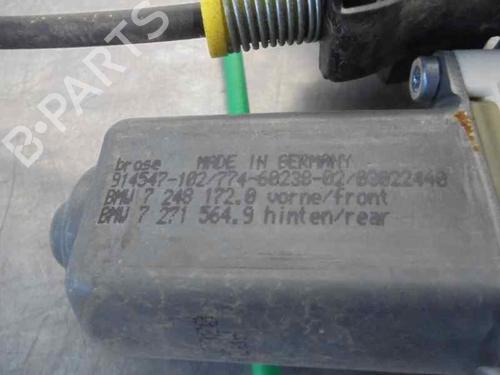 brose MADE IN GERMANY
914547-102/774-60238-02/03022440
BMW 7 248 172.0 vorne/front
BMW 7 271 564.9 hinten/rear
B-PARTS